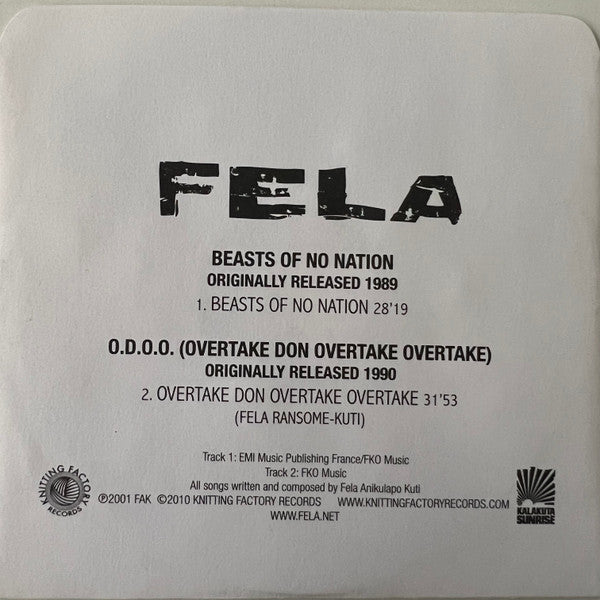 FELA
BEASTS OF NO NATION
ORIGINALLY RELEASED 1989
1. BEASTS OF NO NATION 28'19
O.D.O.O. (OVERTAKE DON OVERTAKE OVERTAKE)
ORIGINALLY RELEASED 1990
2. OVERTAKE DON OVERTAKE OVERTAKE 31'53
(FELA RANSOME-KUTI)
Track 1: EMI Music Publishing France/FKO Music
Track 2: FKO Music
All songs written and composed by Fela Anikulapo Kuti
℗2001 FAK ©2010 KNITTING FACTORY RECORDS WWW.KNITTINGFACTORYRECORDS.COM
WWW.FELA.NET
KNITTING FACTORY
RECORDS
KALAKUTA
SUNRISE